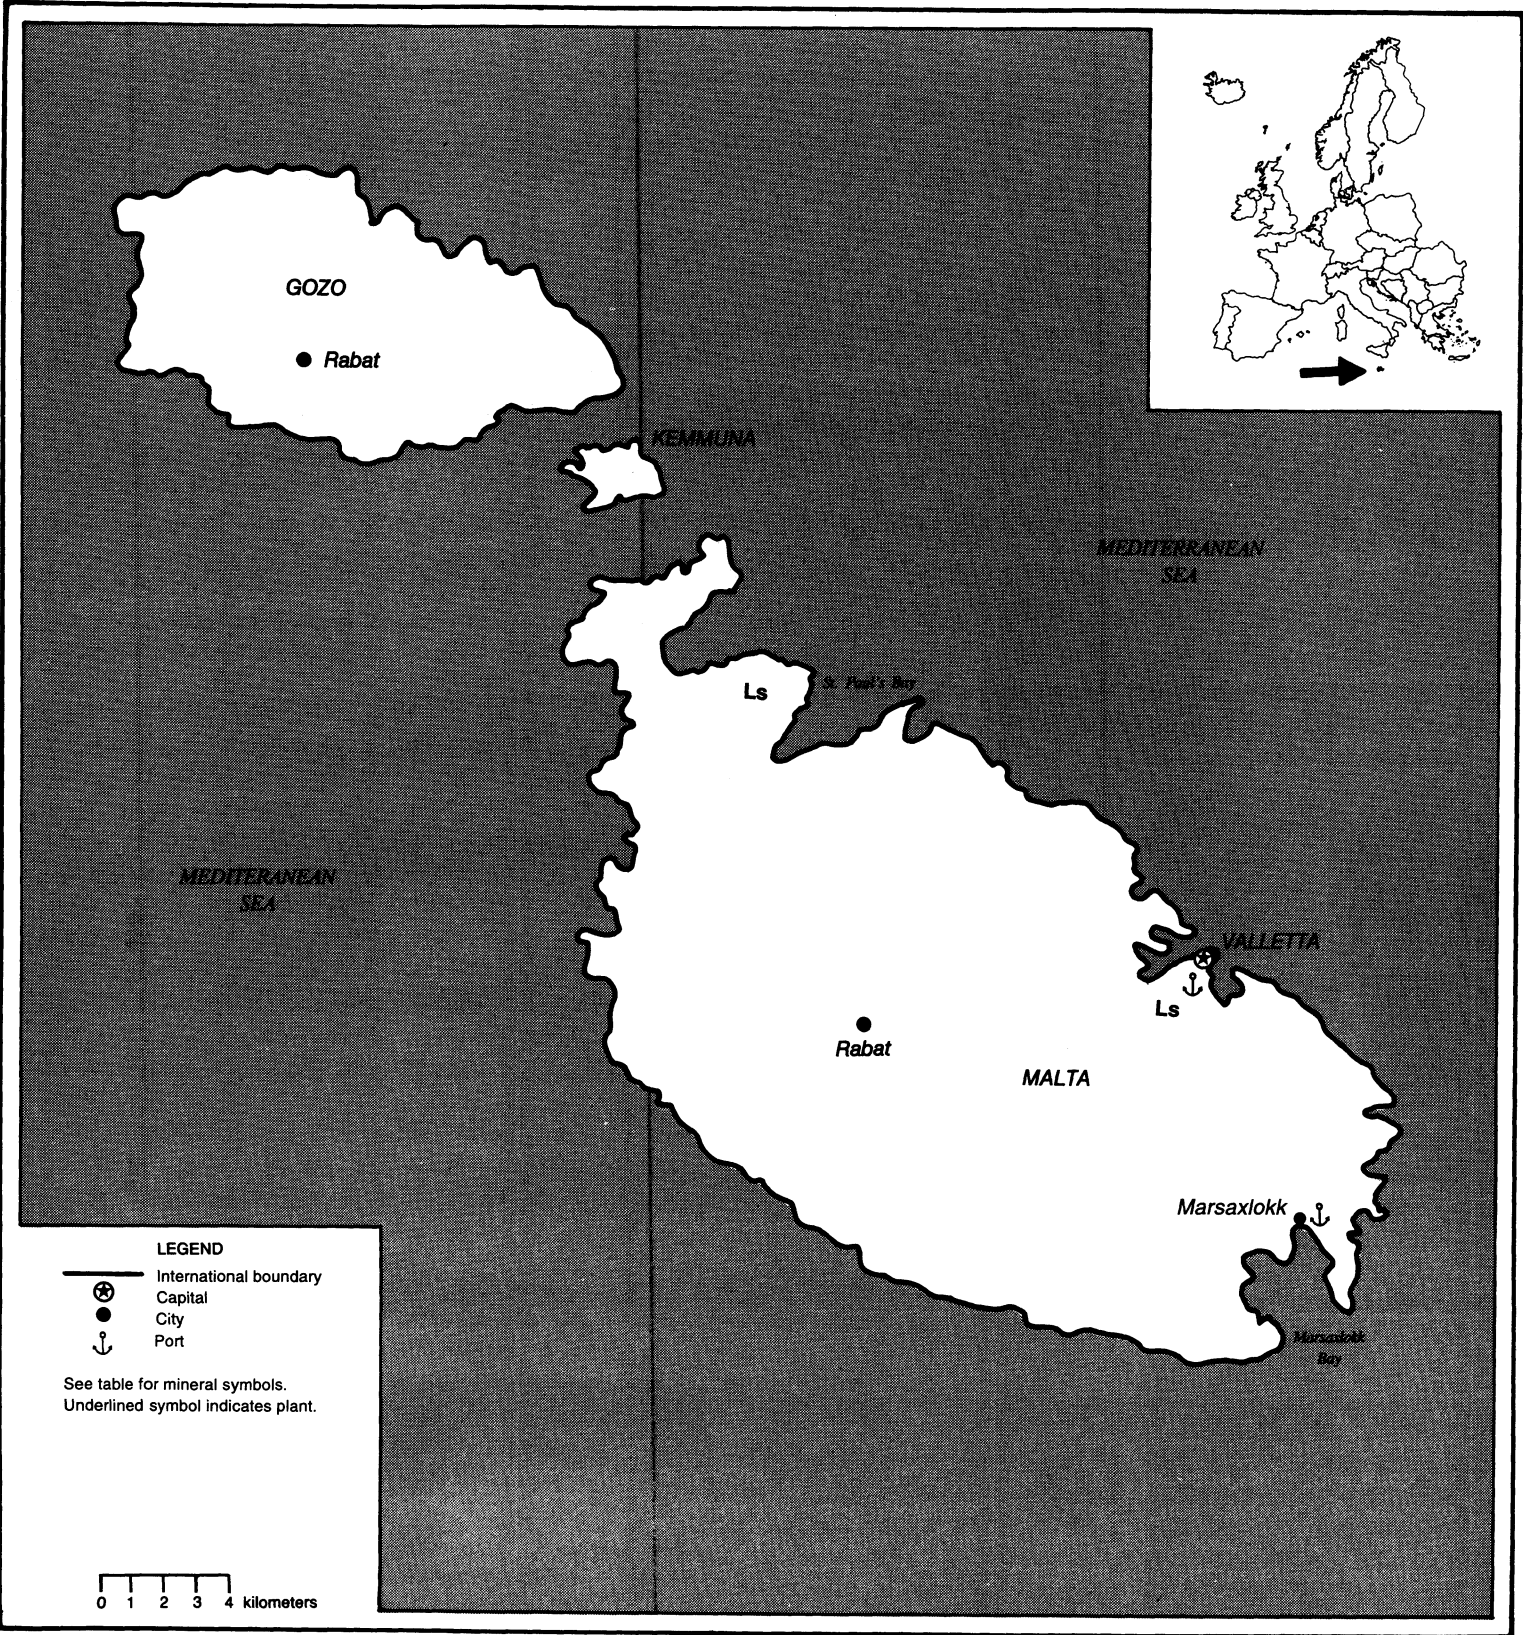 GOZO
Rabat
KEMMUNA
MEDITERRANEAN
SEA
Ls
St. Paul's Bay
MEDITERANEAN
SEA
VALLETTA
Ls
Rabat
MALTA
Marsaxlokk
Marsaxlokk
Bay
LEGEND
International boundary
Capital
City
Port
See table for mineral symbols.
Underlined symbol indicates plant.
0 1 2 3 4 kilometers